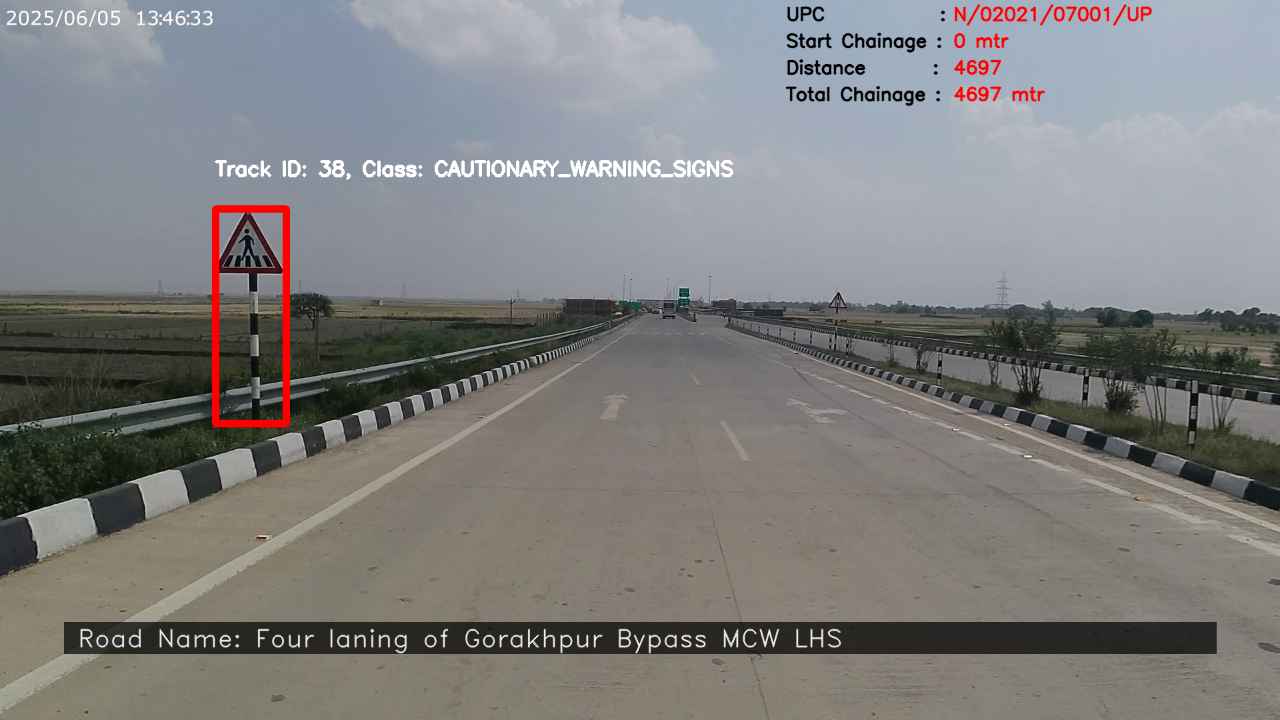 2025/06/05 13:46:33
UPC : N/02021/07001/UP
Start Chainage : 0 mtr
Distance : 4697
Total Chainage : 4697 mtr
Track ID: 38, Class: CAUTIONARY_WARNING_SIGNS
Road Name: Four laning of Gorakhpur Bypass MCW LHS